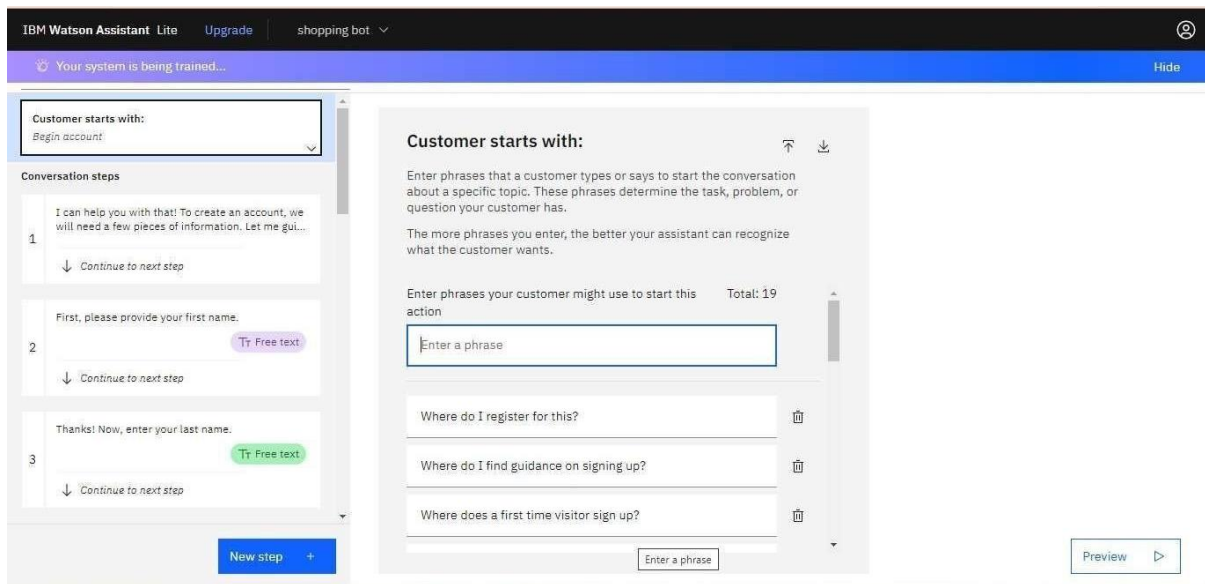 IBM Watson Assistant Lite Upgrade shopping bot
Your system is being trained... Hide
Customer starts with:
Begin account
Conversation steps
1
I can help you with that! To create an account, we
will need a few pieces of information. Let me gui...
Continue to next step
2
First, please provide your first name.
Tт Free text
Continue to next step
3
Thanks! Now, enter your last name.
Tт Free text
Continue to next step
New step +
Customer starts with:
Enter phrases that a customer types or says to start the conversation
about a specific topic. These phrases determine the task, problem, or
question your customer has.
The more phrases you enter, the better your assistant can recognize
what the customer wants.
Enter phrases your customer might use to start this Total: 19
action
Enter a phrase
Where do I register for this?
Where do I find guidance on signing up?
Where does a first time visitor sign up?
Enter a phrase
Preview